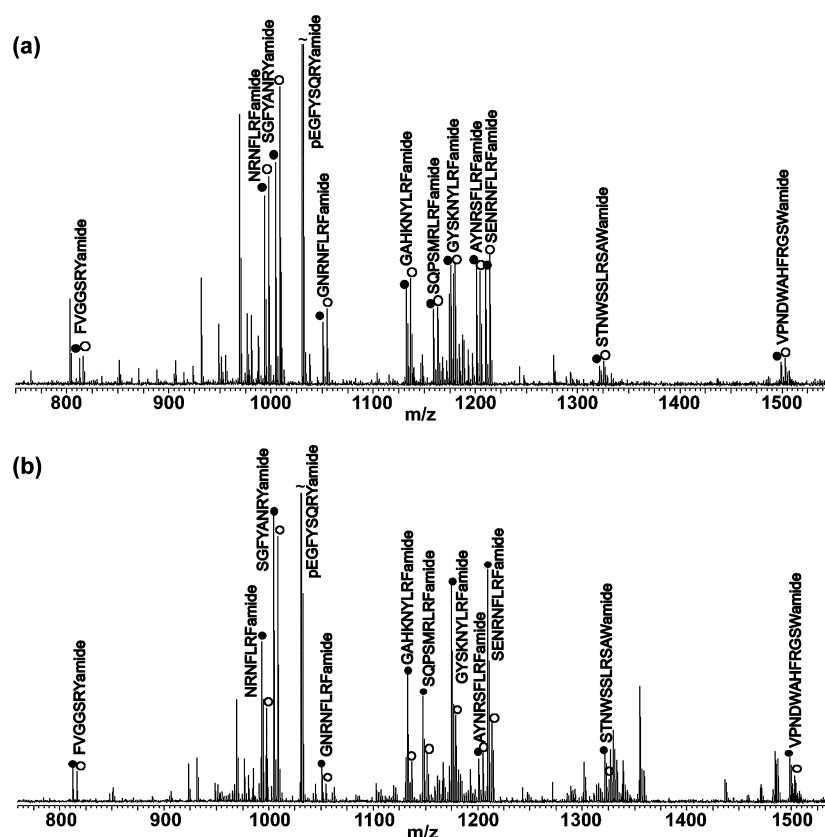 (a)
FVGGSRYamide
NRNFLRFamide
SGFYANRYamide
~
pEGFYSQRYamide
GNRNFLRFamide
GAHKNYLRFamide
SQPSMRLRFamide
GYSKNYLRFamide
AYNRSFLRFamide
SENRNFLRFamide
STNWSSLRSAWamide
VPNDWAHFRGSWamide
800 900 1000 1100 1200 1300 1400 1500
m/z
(b)
FVGGSRYamide
NRNFLRFamide
SGFYANRYamide
~
pEGFYSQRYamide
GNRNFLRFamide
GAHKNYLRFamide
SQPSMRLRFamide
GYSKNYLRFamide
AYNRSFLRFamide
SENRNFLRFamide
STNWSSLRSAWamide
VPNDWAHFRGSWamide
800 900 1000 1100 1200 1300 1400 1500
m/z